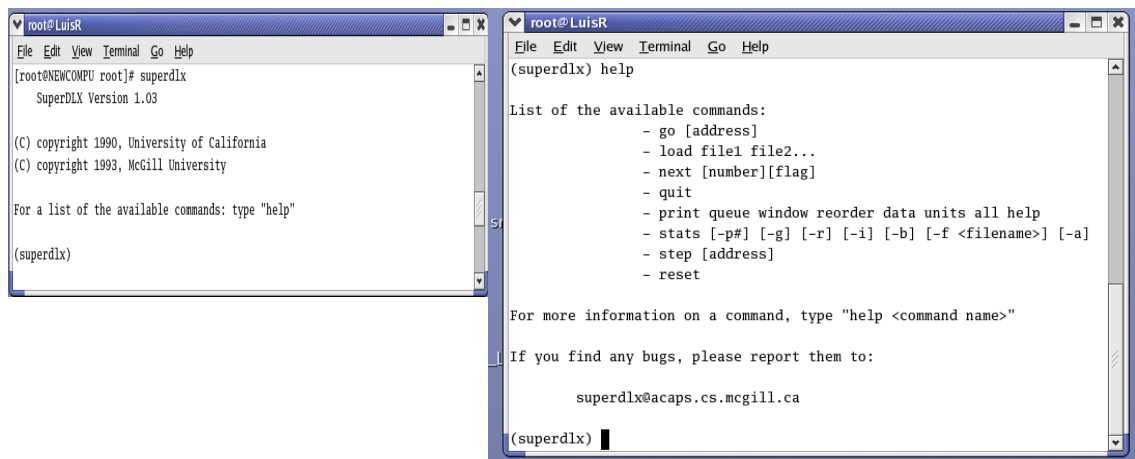 root@LuisR
File Edit View Terminal Go Help
[root@NEWCOMPU root]# superdlx
SuperDLX Version 1.03
(C) copyright 1990, University of California
(C) copyright 1993, McGill University
For a list of the available commands: type "help"
(superdlx)
root@LuisR
File Edit View Terminal Go Help
(superdlx) help
List of the available commands:
- go [address]
- load file1 file2...
- next [number][flag]
- quit
- print queue window reorder data units all help
- stats [-p#] [-g] [-r] [-i] [-b] [-f <filename>] [-a]
- step [address]
- reset
For more information on a command, type "help <command name>"
If you find any bugs, please report them to:
superdlx@acaps.cs.mcgill.ca
(superdlx)